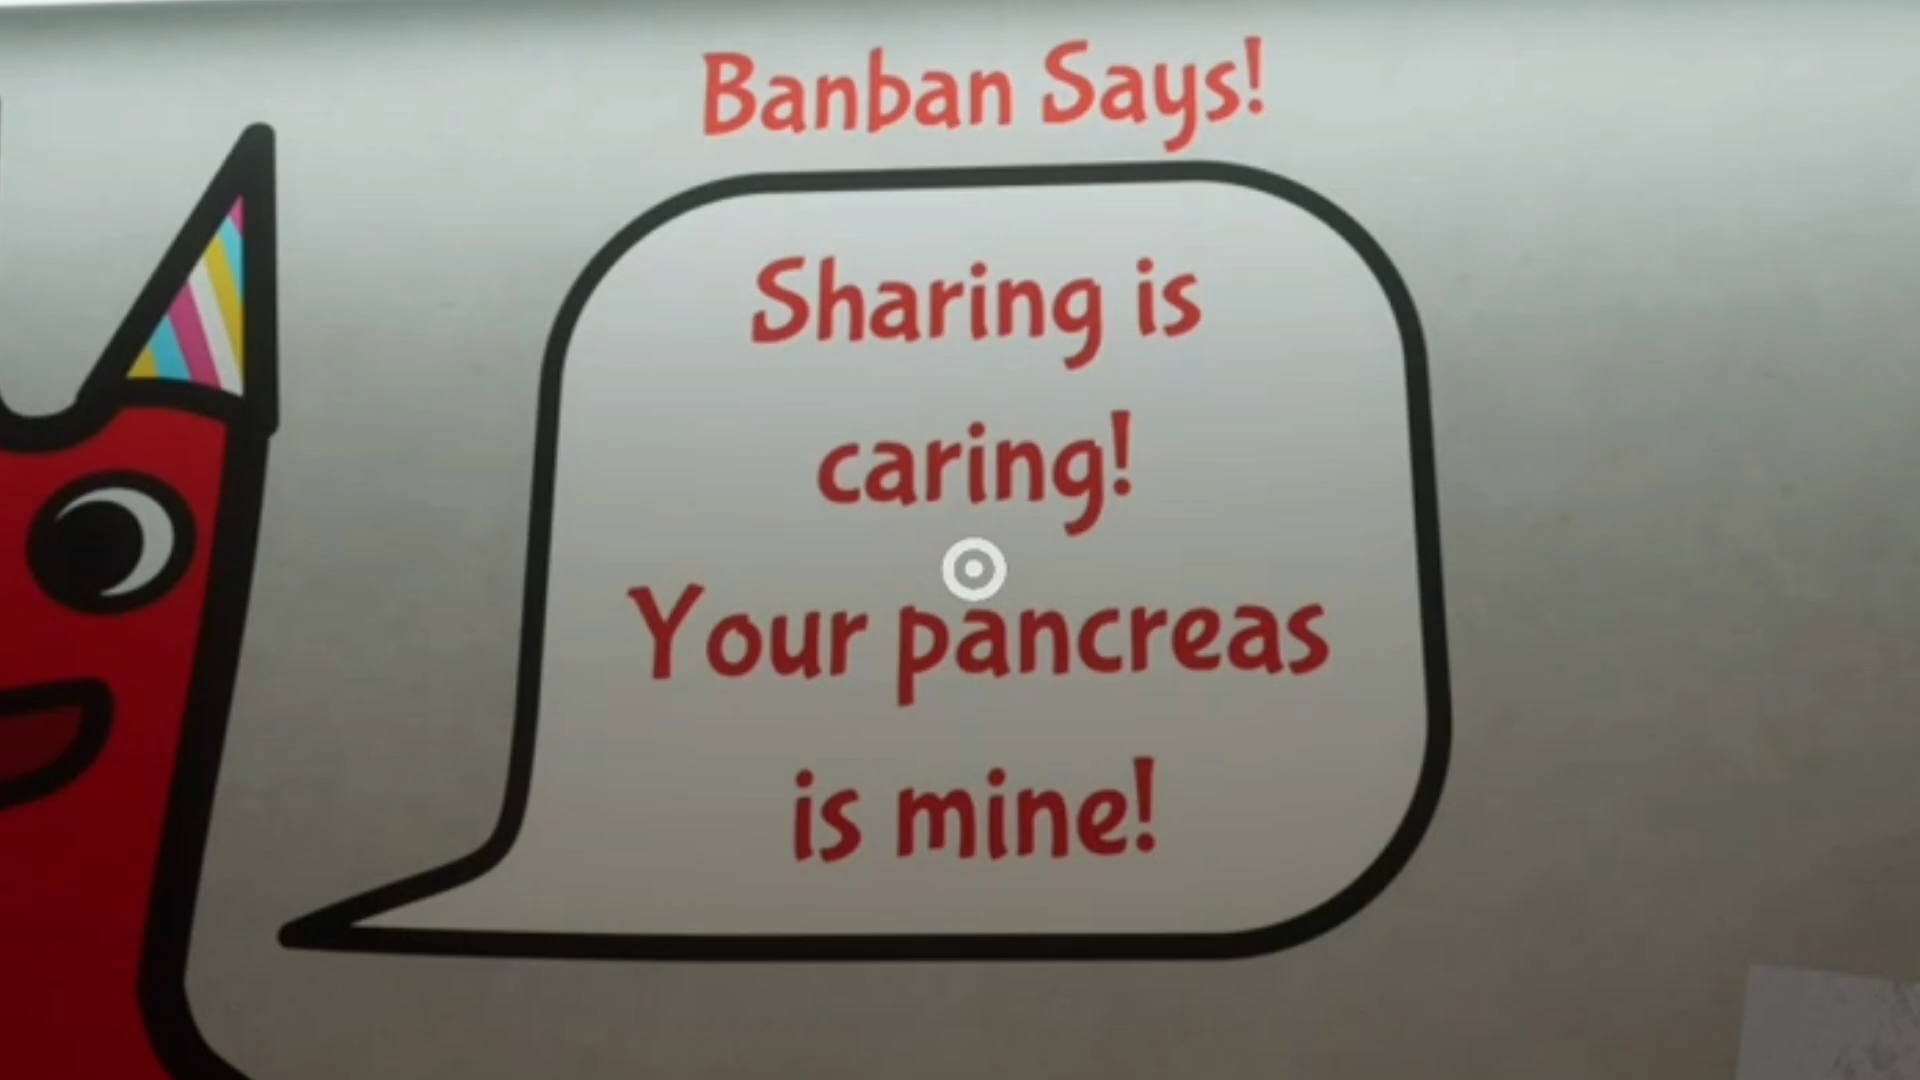 Banban Says!
Sharing is
caring!
Your pancreas
is mine!